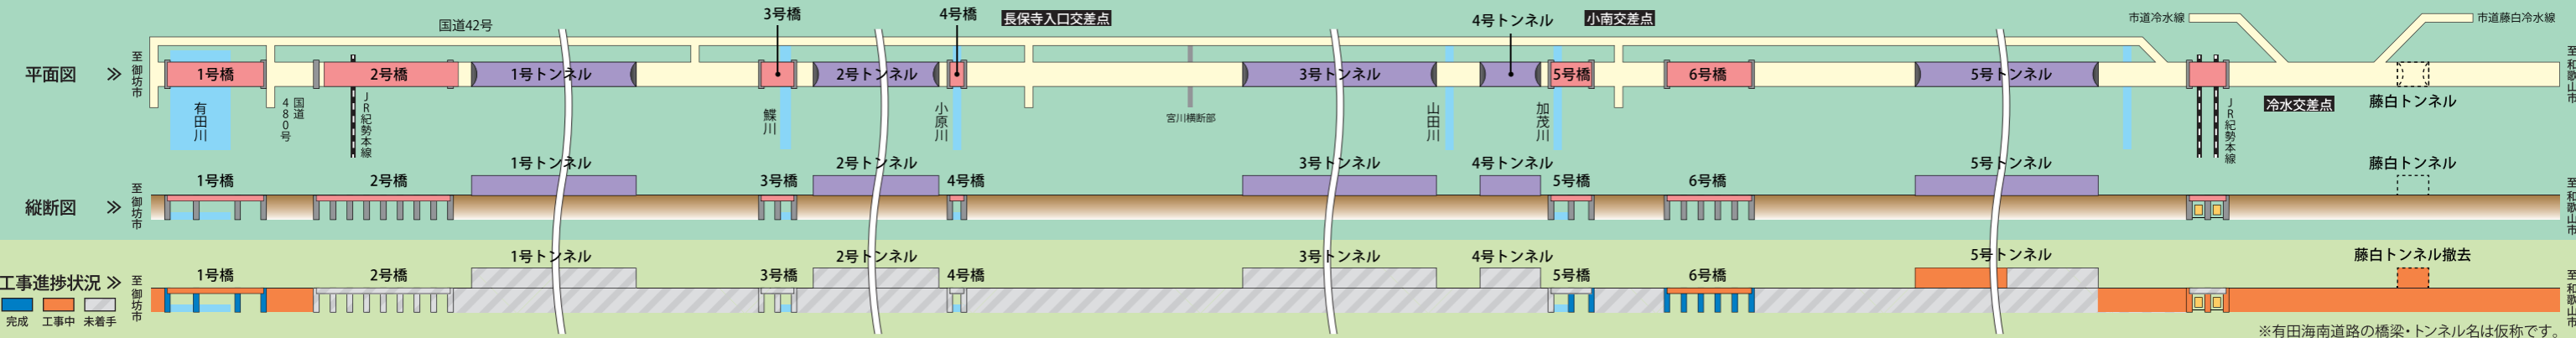 国道42号
3号橋
4号橋
長保寺入口交差点
4号トンネル
小南交差点
市道冷水線
市道藤白冷水線
平面図
至御坊市
1号橋
2号橋
1号トンネル
2号トンネル
3号トンネル
5号橋
6号橋
5号トンネル
至和歌山市
有田川
国道480号
JR紀勢本線
鰈川
小原川
宮川横断部
山田川
加茂川
JR紀勢本線
冷水交差点
藤白トンネル
縦断図
至御坊市
1号橋
2号橋
1号トンネル
3号橋
2号トンネル
4号橋
3号トンネル
4号トンネル
5号橋
6号橋
5号トンネル
藤白トンネル
至和歌山市
工事進捗状況
完成
工事中
未着手
至御坊市
1号橋
2号橋
1号トンネル
3号橋
2号トンネル
4号橋
3号トンネル
4号トンネル
5号橋
6号橋
5号トンネル
藤白トンネル撤去
至和歌山市
※有田海南道路の橋梁・トンネル名は仮称です。